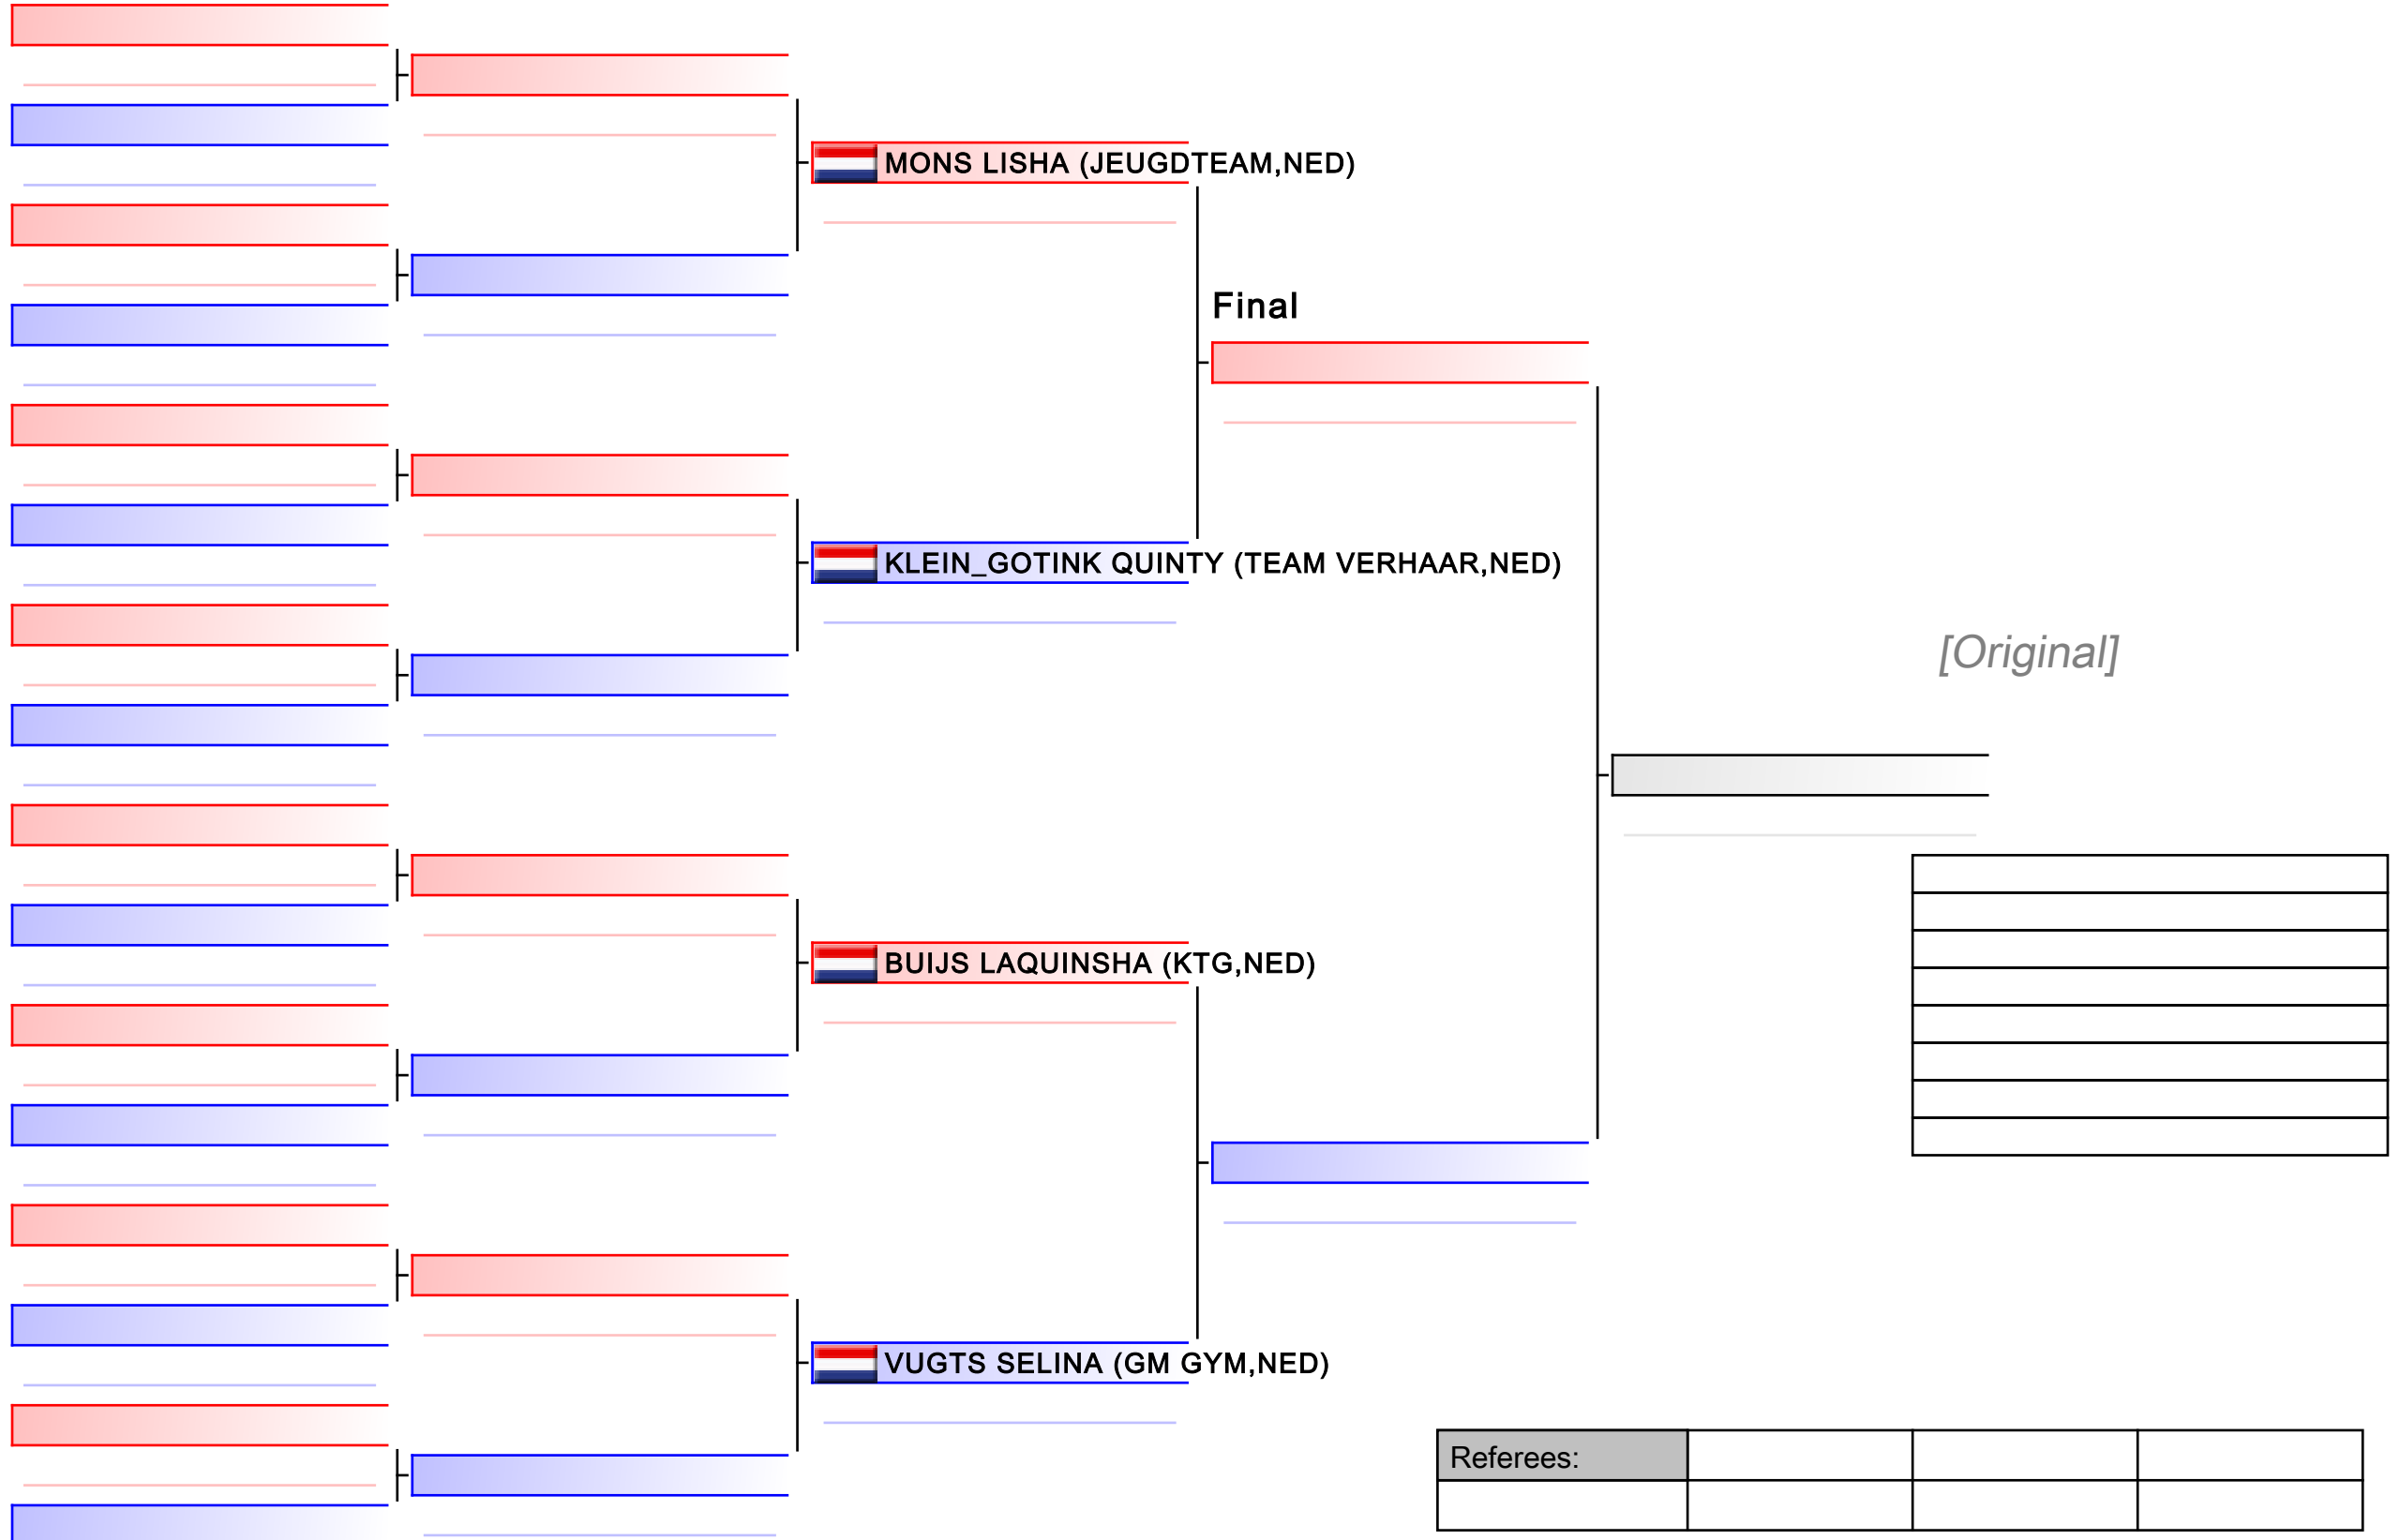 MONS LISHA (JEUGDTEAM,NED)
Final
KLEIN_GOTINK QUINTY (TEAM VERHAAR,NED)
[Original]
BUIJS LAQUINSHA (KTG,NED)
VUGTS SELINA (GM GYM,NED)
Referees: